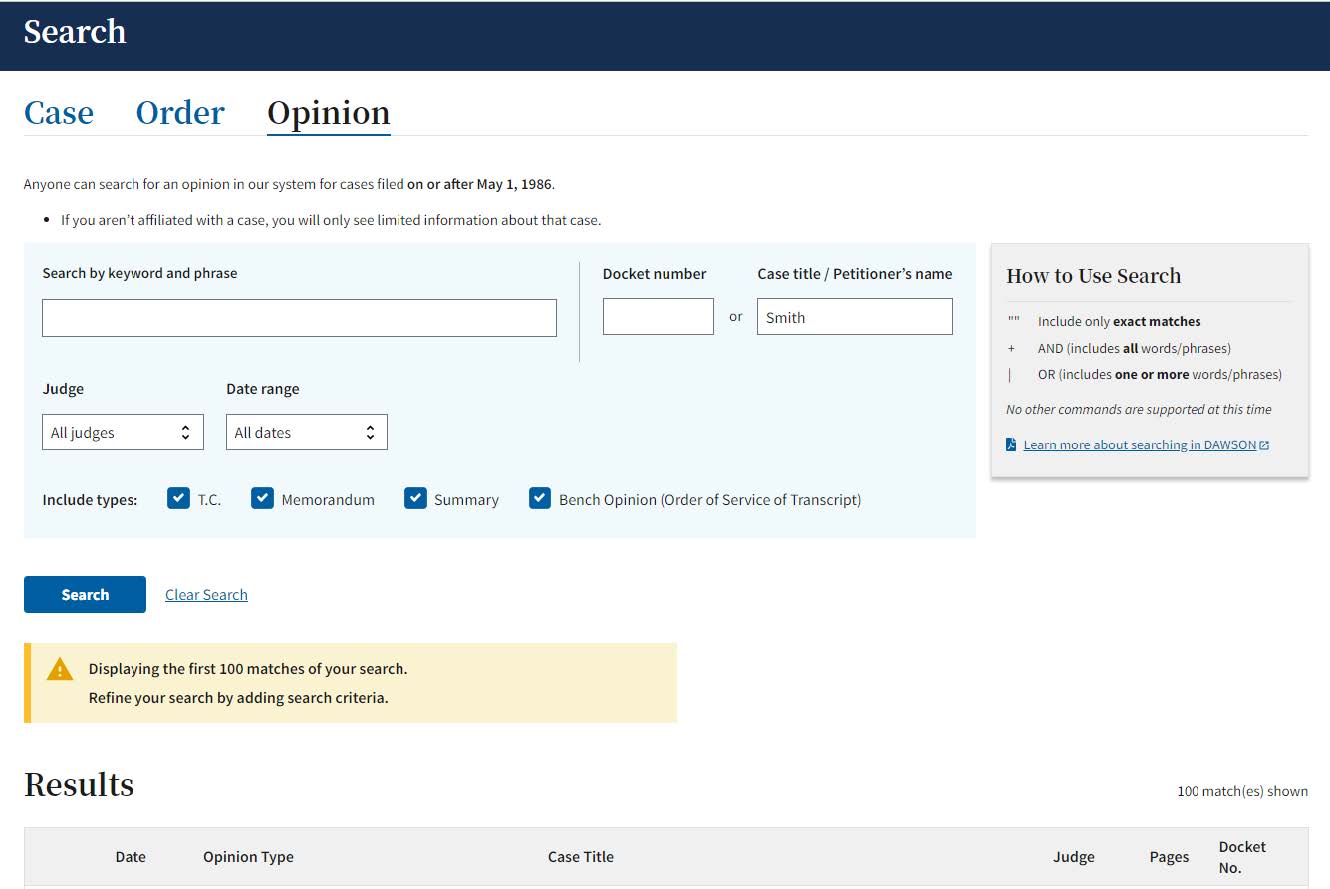 Search
Case Order Opinion
Anyone can search for an opinion in our system for cases filed on or after May 1, 1986.
• If you aren't affiliated with a case, you will only see limited information about that case.
Search by keyword and phrase
Docket number
Case title / Petitioner's name
or
Smith
Judge
Date range
All judges
All dates
Include types: T.C. Memorandum Summary Bench Opinion (Order of Service of Transcript)
How to Use Search
"" Include only exact matches
+ AND (includes all words/phrases)
| OR (includes one or more words/phrases)
No other commands are supported at this time
Learn more about searching in DAWSON
Search Clear Search
Displaying the first 100 matches of your search.
Refine your search by adding search criteria.
Results
100 match(es) shown
Date Opinion Type Case Title Judge Pages Docket
No.